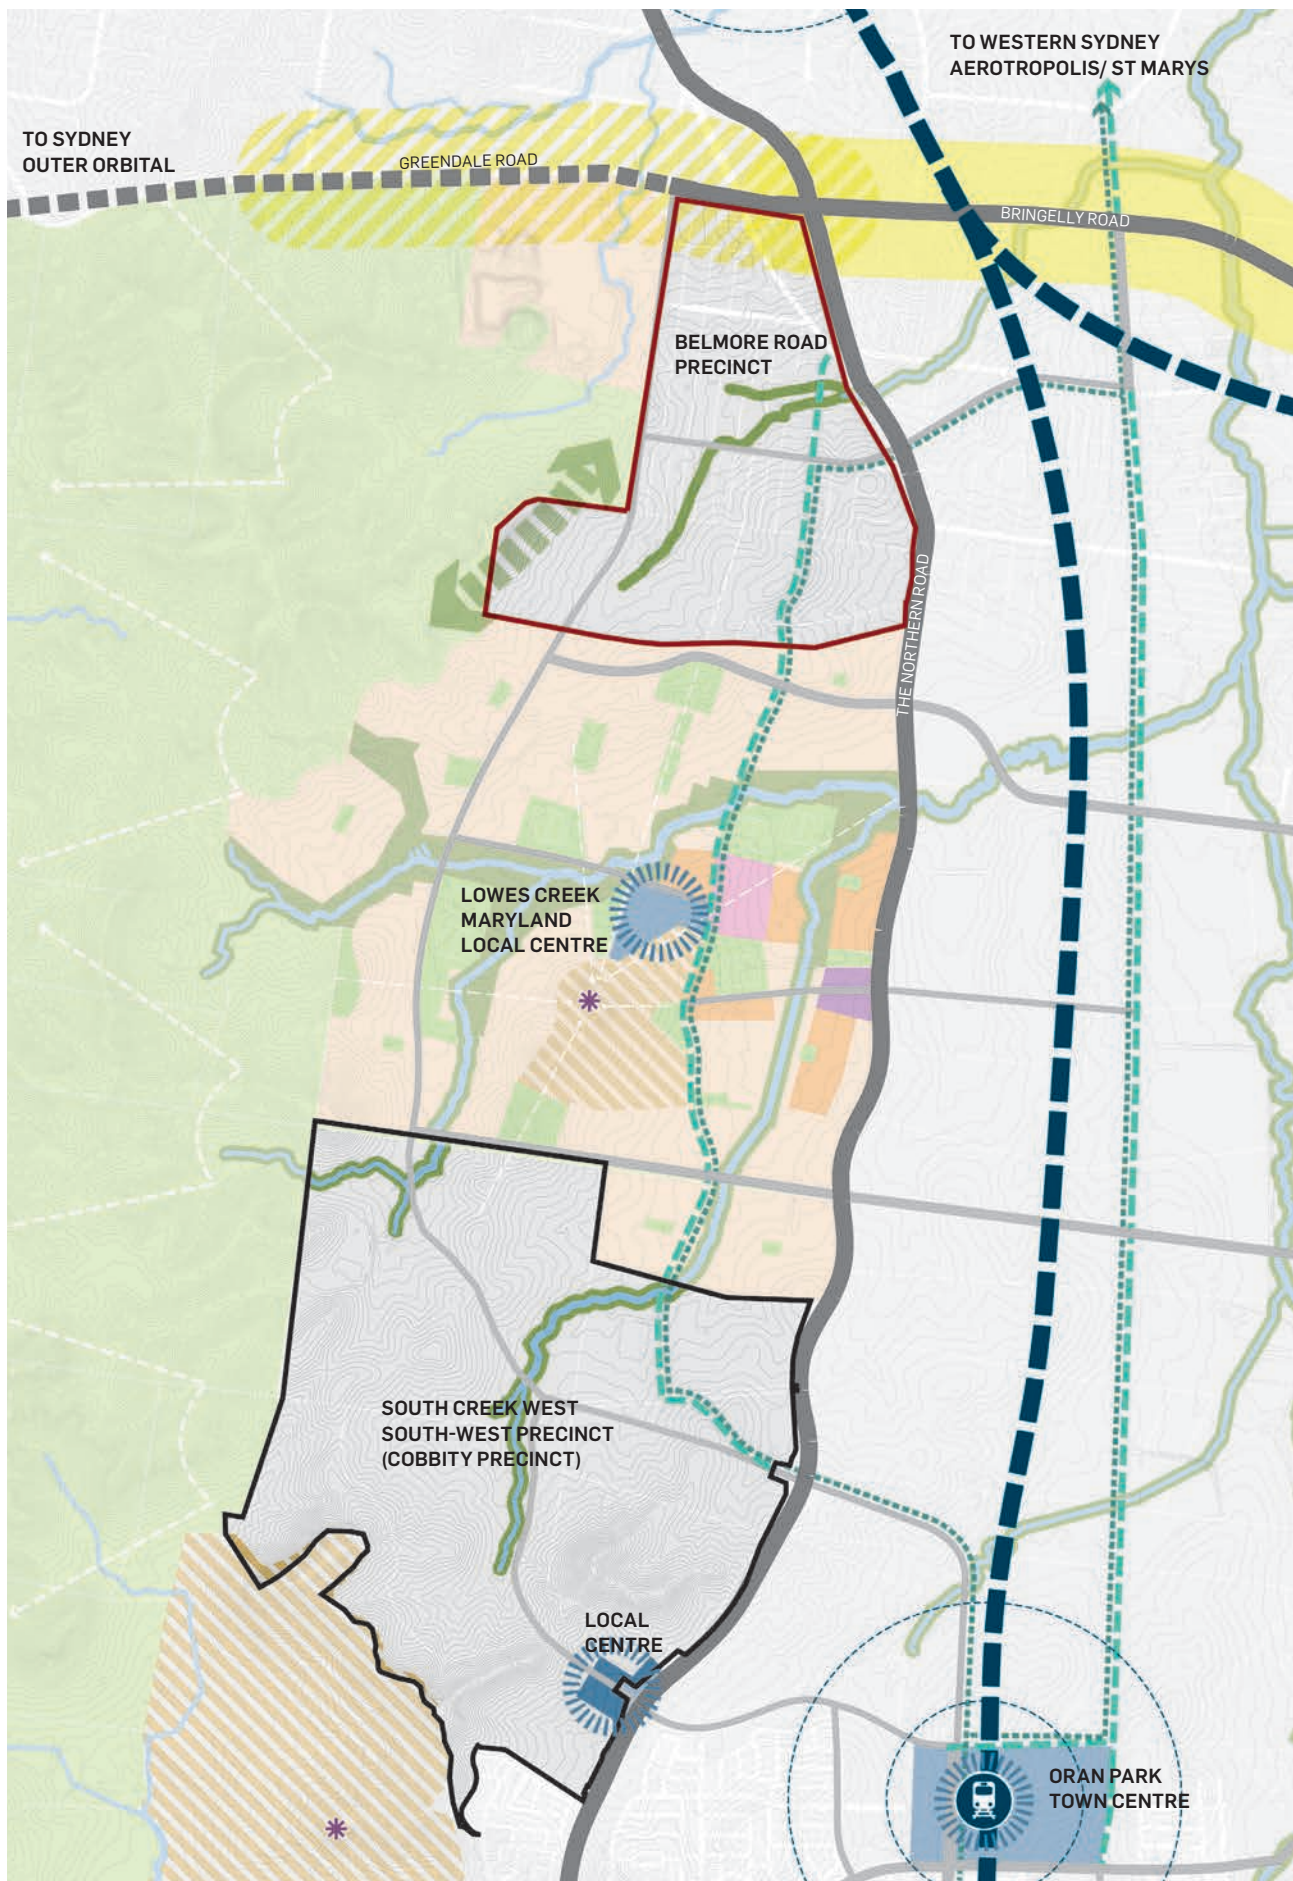 TO WESTERN SYDNEY
AEROTROPOLIS/ ST MARYS
TO SYDNEY
OUTER ORBITAL
GREENDALE ROAD
BRINGELLY ROAD
BELMORE ROAD
PRECINCT
THE NORTHERN ROAD
LOWES CREEK
MARYLAND
LOCAL CENTRE
SOUTH CREEK WEST
SOUTH-WEST PRECINCT
(COBBITY PRECINCT)
LOCAL
CENTRE
ORAN PARK
TOWN CENTRE